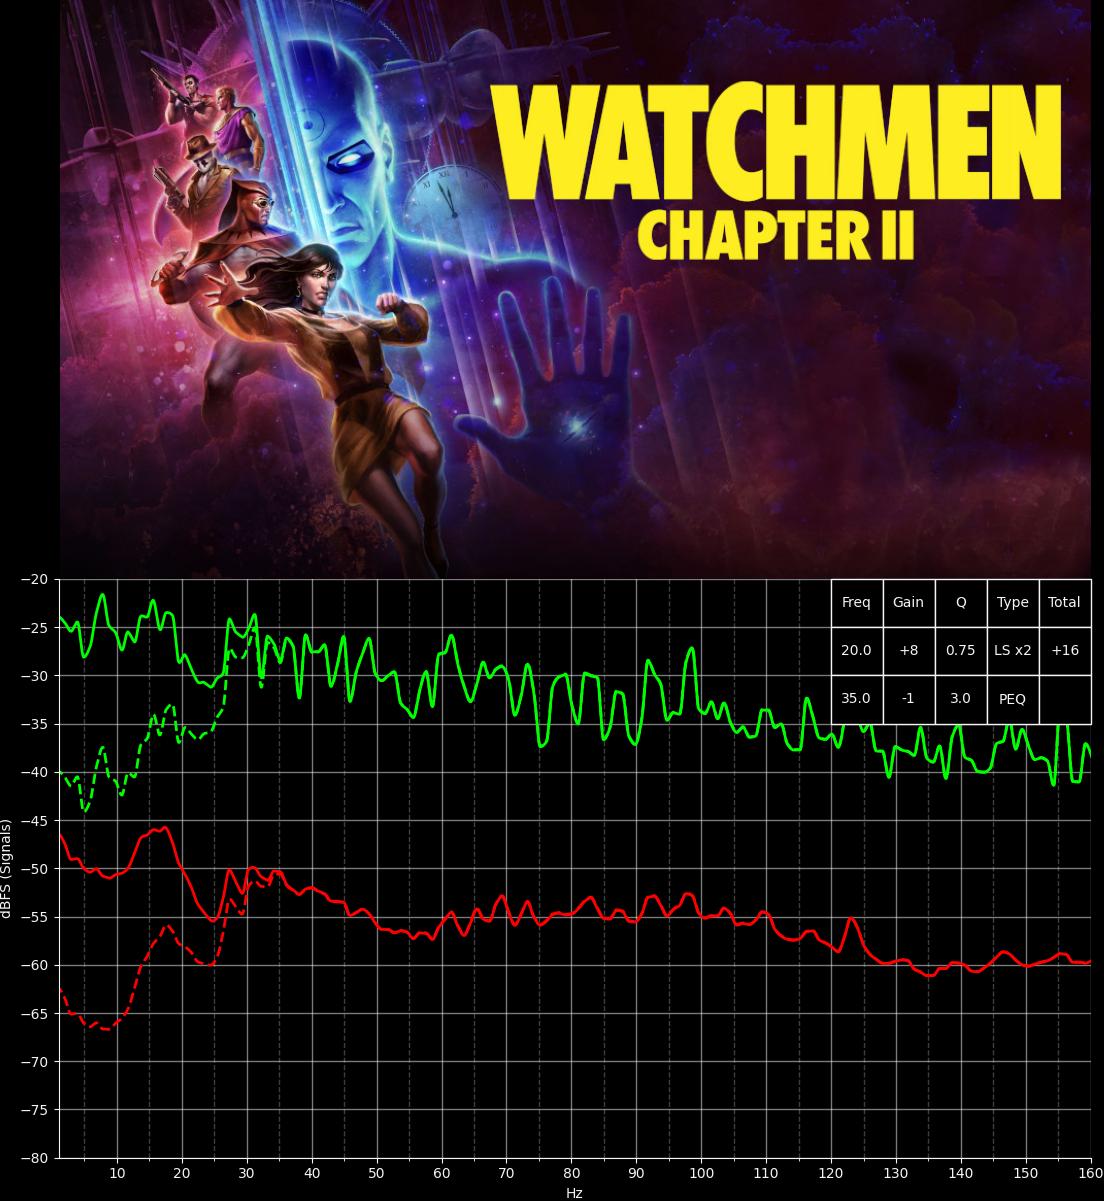 WATCHMEN
CHAPTER II
−20
−25
−30
−35
−40
−45
−50
−55
−60
−65
−70
−75
−80
dBFS (Signals)
Freq Gain Q Type Total
20.0 +8 0.75 LS x2 +16
35.0 -1 3.0 PEQ
10 20 30 40 50 60 70 80 90 100 110 120 130 140 150 160
Hz